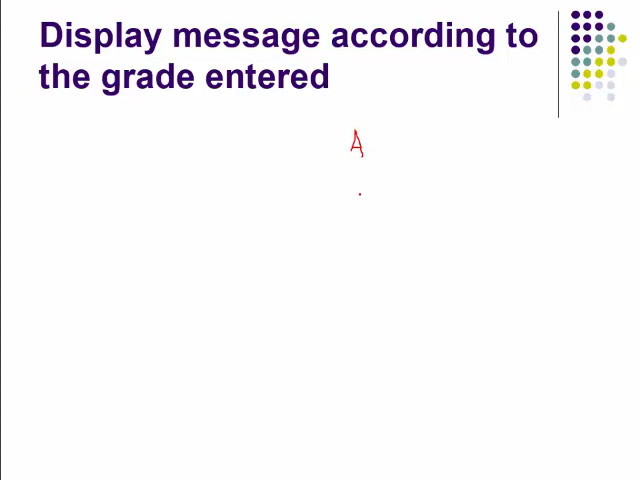 Display message according to
the grade entered
A